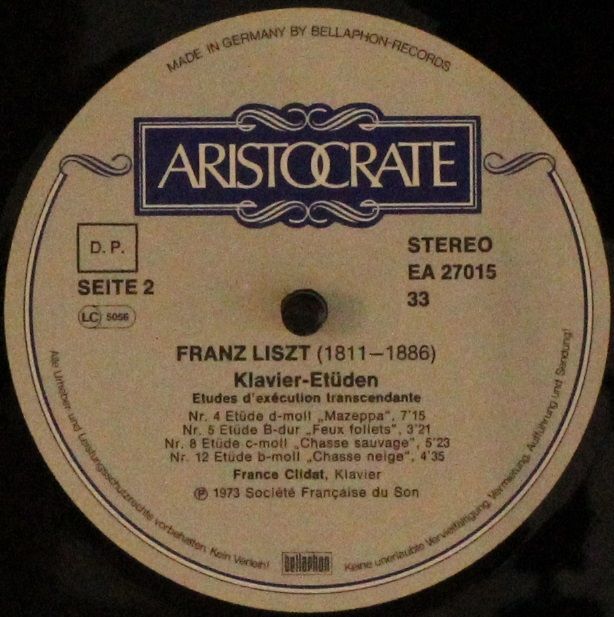 MADE IN GERMANY BY BELLAPHON-RECORDS
ARISTOCRATE
D. P.
SEITE 2
LC 5056
STEREO
EA 27015
33
FRANZ LISZT (1811—1886)
Klavier-Etüden
Etudes d'exécution transcendante
Nr. 4 Etüde d-moll „Mazeppa", 7'15
Nr. 5 Etüde B-dur „Feux follets", 3'21
Nr. 8 Etüde c-moll „Chasse sauvage", 5'23
Nr. 12 Etüde b-moll „Chasse neige", 4'35
France Clidat, Klavier
Ⓟ 1973 Société Française du Son
Alle Urheber und Leistungsschutzrechte vorbehalten. Kein Verleih!
bellaphon
Keine unerlaubte Vervielfältigung, Vermietung, Aufführung und Sendung!